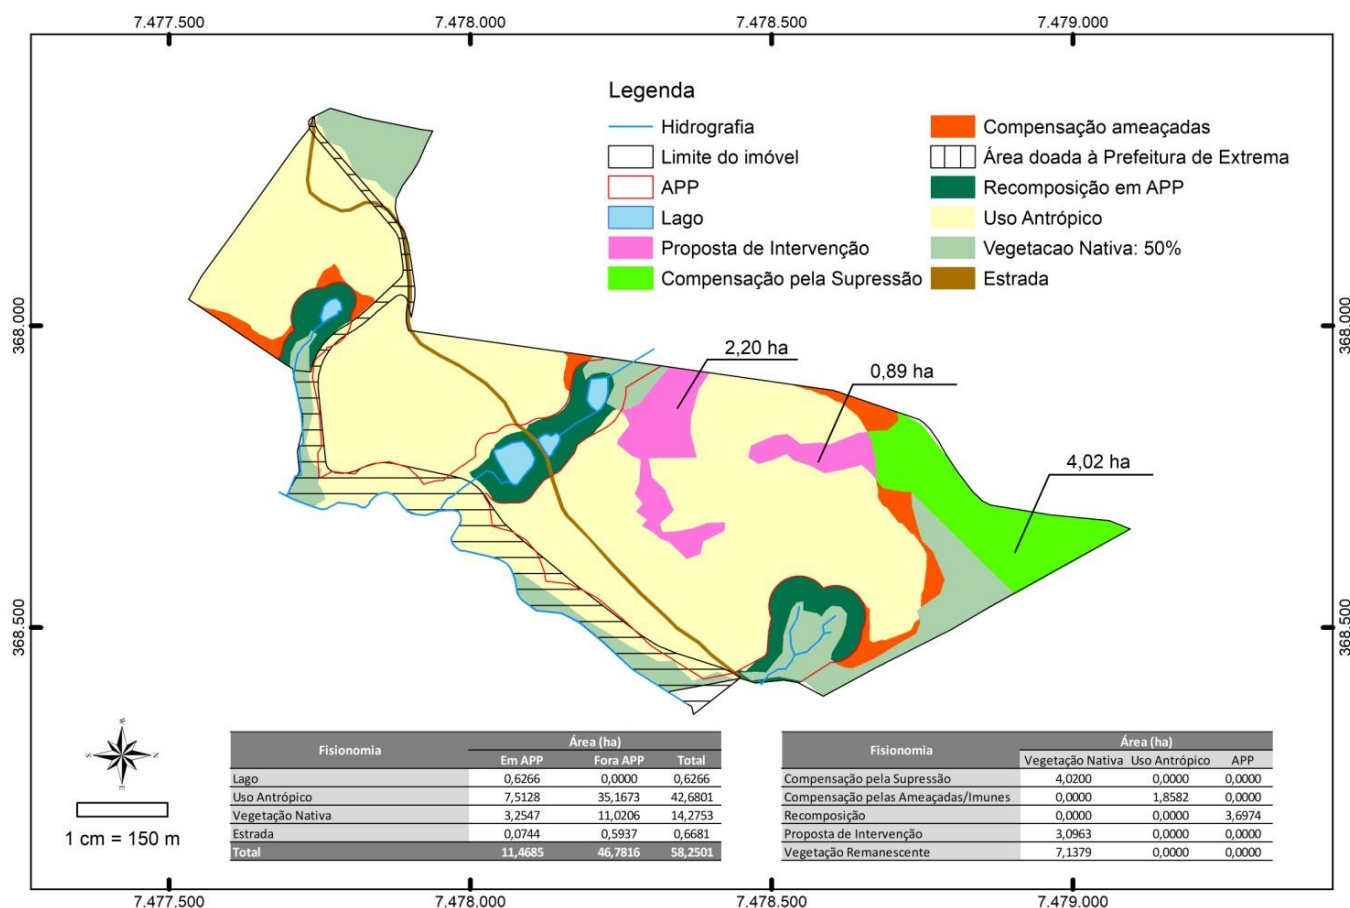 7.477.500 7.478.000 7.478.500 7.479.000
Legenda
Hidrografia
Limite do imóvel
APP
Lago
Proposta de Intervenção
Compensação pela Supressão
Compensação ameaçadas
Área doada à Prefeitura de Extrema
Recomposição em APP
Uso Antrópico
Vegetacao Nativa: 50%
Estrada
368.000 368.000
2,20 ha
0,89 ha
4,02 ha
368.500 368.500
W
S N
E
1 cm = 150 m
Fisionomia Área (ha)
Em APP Fora APP Total
Lago 0,6266 0,0000 0,6266
Uso Antrópico 7,5128 35,1673 42,6801
Vegetação Nativa 3,2547 11,0206 14,2753
Estrada 0,0744 0,5937 0,6681
Total 11,4685 46,7816 58,2501
Fisionomia Área (ha)
Vegetação Nativa Uso Antrópico APP
Compensação pela Supressão 4,0200 0,0000 0,0000
Compensação pelas Ameaçadas/Imunes 0,0000 1,8582 0,0000
Recomposição 0,0000 0,0000 3,6974
Proposta de Intervenção 3,0963 0,0000 0,0000
Vegetação Remanescente 7,1379 0,0000 0,0000
7.477.500 7.478.000 7.478.500 7.479.000